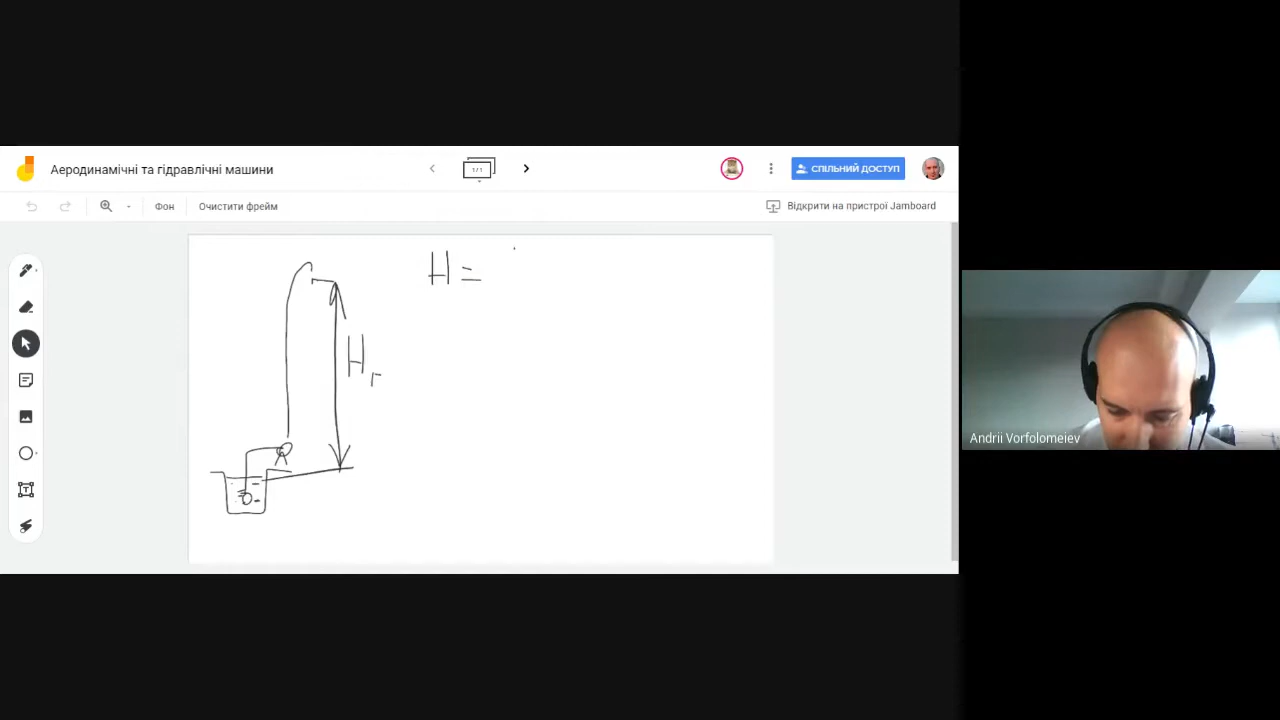 Аеродинамічні та гідравлічні машини
1/1
СПІЛЬНИЙ ДОСТУП
Фон
Очистити фрейм
Відкрити на пристрої Jamboard
H =
Hг
Andrii Vorfolomeiev